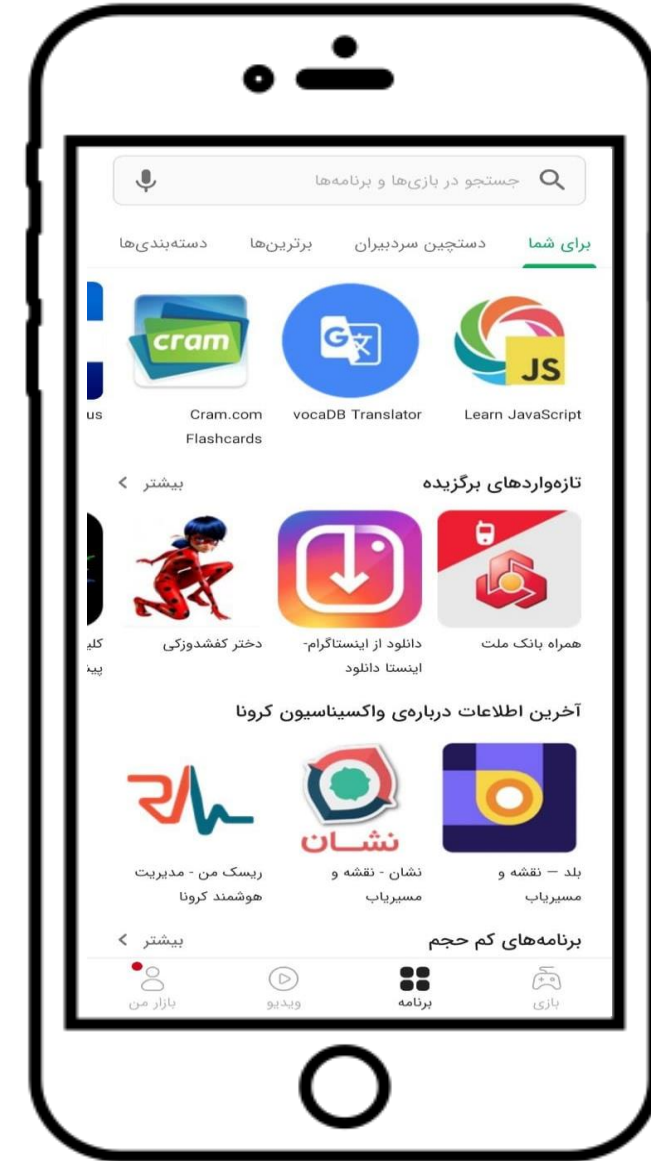 جستجو در بازی‌ها و برنامه‌ها
برای شما دستچین سردبیران برترین‌ها دسته‌بندی‌ها
JS
G文
cram
Learn JavaScript vocaDB Translator Cram.com us
Flashcards
تازه‌واردهای برگزیده بیشتر
همراه بانک ملت دانلود از اینستاگرام- دختر کفشدوزکی
اینستا دانلود
آخرین اطلاعات درباره‌ی واکسیناسیون کرونا
نشان
بلد – نقشه و نشان - نقشه و ریسک من - مدیریت
مسیریاب مسیریاب هوشمند کرونا
برنامه‌های کم حجم بیشتر
بازی برنامه ویدیو بازار من